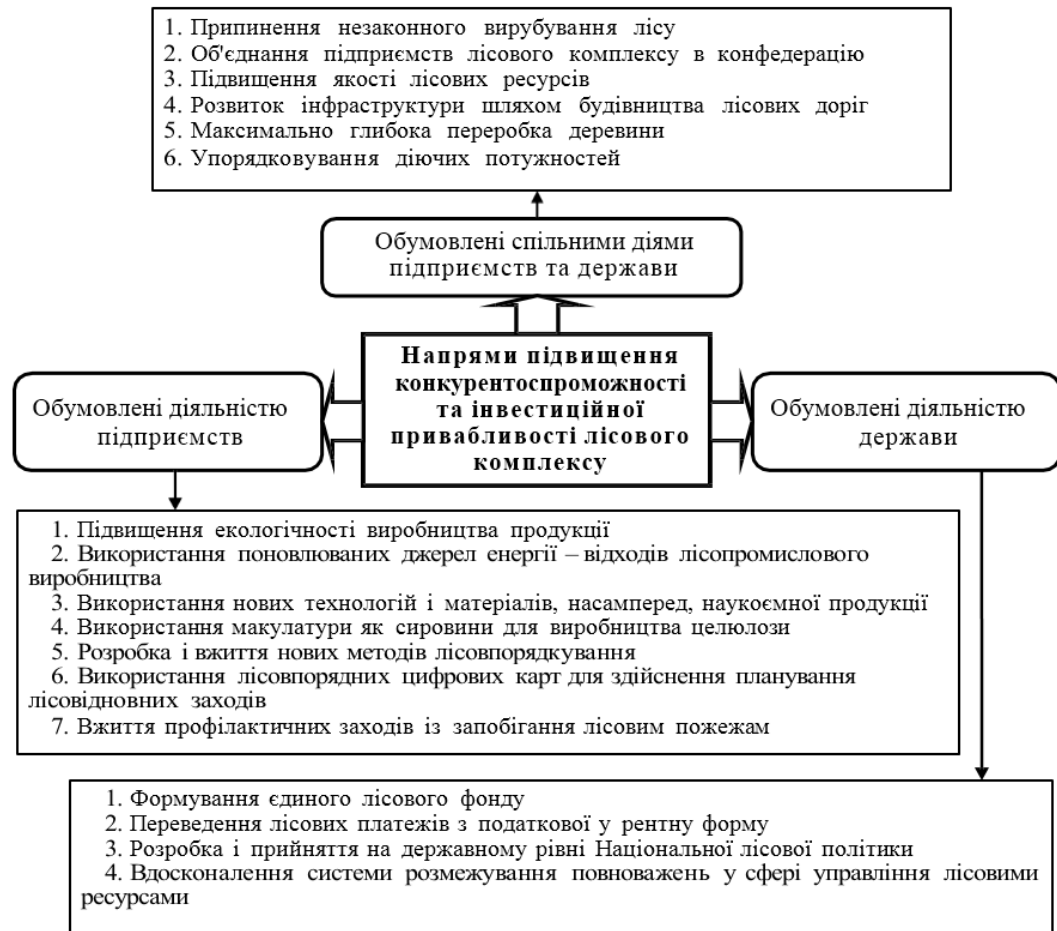 1. Припинення незаконного вирубування лісу
2. Об'єднання підприємств лісового комплексу в конфедерацію
3. Підвищення якості лісових ресурсів
4. Розвиток інфраструктури шляхом будівництва лісових доріг
5. Максимально глибока переробка деревини
6. Упорядковування діючих потужностей
Обумовлені спільними діями
підприємств та держави
Напрями підвищення
конкурентоспроможності
та інвестиційної
привабливості лісового
комплексу
Обумовлені діяльністю
підприємств
Обумовлені діяльністю
держави
1. Підвищення екологічності виробництва продукції
2. Використання поновлюваних джерел енергії – відходів лісопромислового
виробництва
3. Використання нових технологій і матеріалів, насамперед, наукоємної продукції
4. Використання макулатури як сировини для виробництва целюлози
5. Розробка і вжиття нових методів лісовпорядкування
6. Використання лісовпорядних цифрових карт для здійснення планування
лісовідновних заходів
7. Вжиття профілактичних заходів із запобігання лісовим пожежам
1. Формування єдиного лісового фонду
2. Переведення лісових платежів з податкової у рентну форму
3. Розробка і прийняття на державному рівні Національної лісової політики
4. Вдосконалення системи розмежування повноважень у сфері управління лісовими
ресурсами